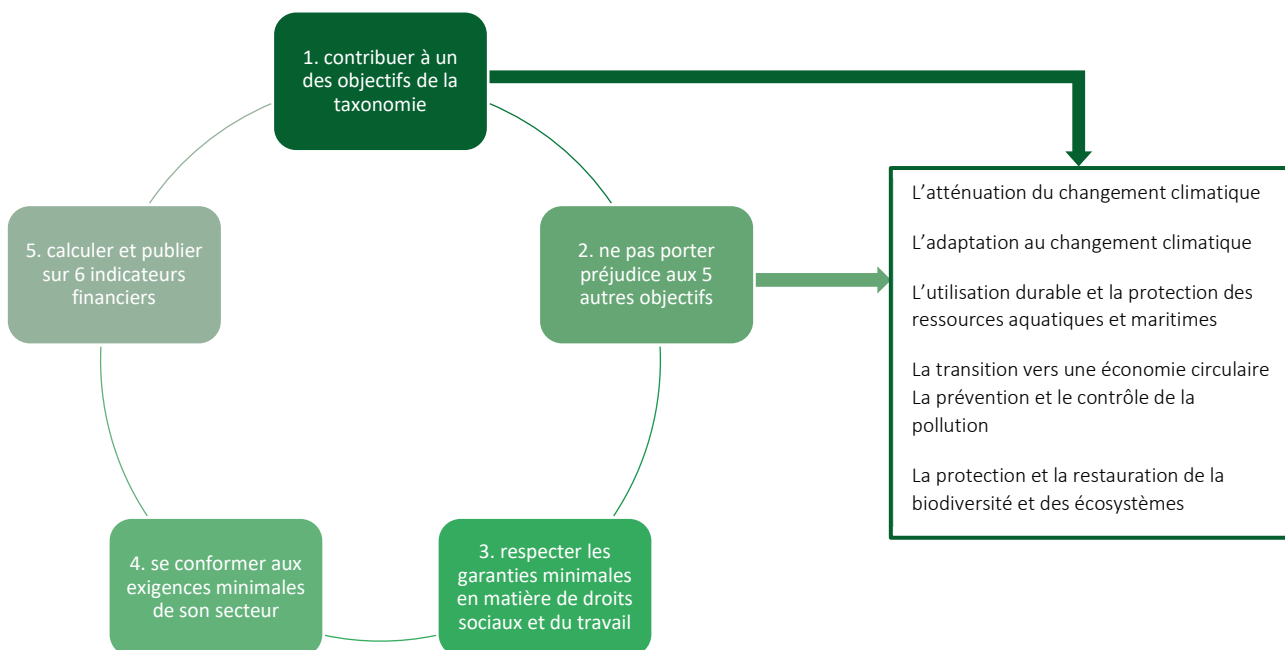 1. contribuer à un
des objectifs de la
taxonomie
2. ne pas porter
préjudice aux 5
autres objectifs
3. respecter les
garanties minimales
en matière de droits
sociaux et du travail
4. se conformer aux
exigences minimales
de son secteur
5. calculer et publier
sur 6 indicateurs
financiers
L’atténuation du changement climatique
L’adaptation au changement climatique
L’utilisation durable et la protection des
ressources aquatiques et maritimes
La transition vers une économie circulaire
La prévention et le contrôle de la
pollution
La protection et la restauration de la
biodiversité et des écosystèmes